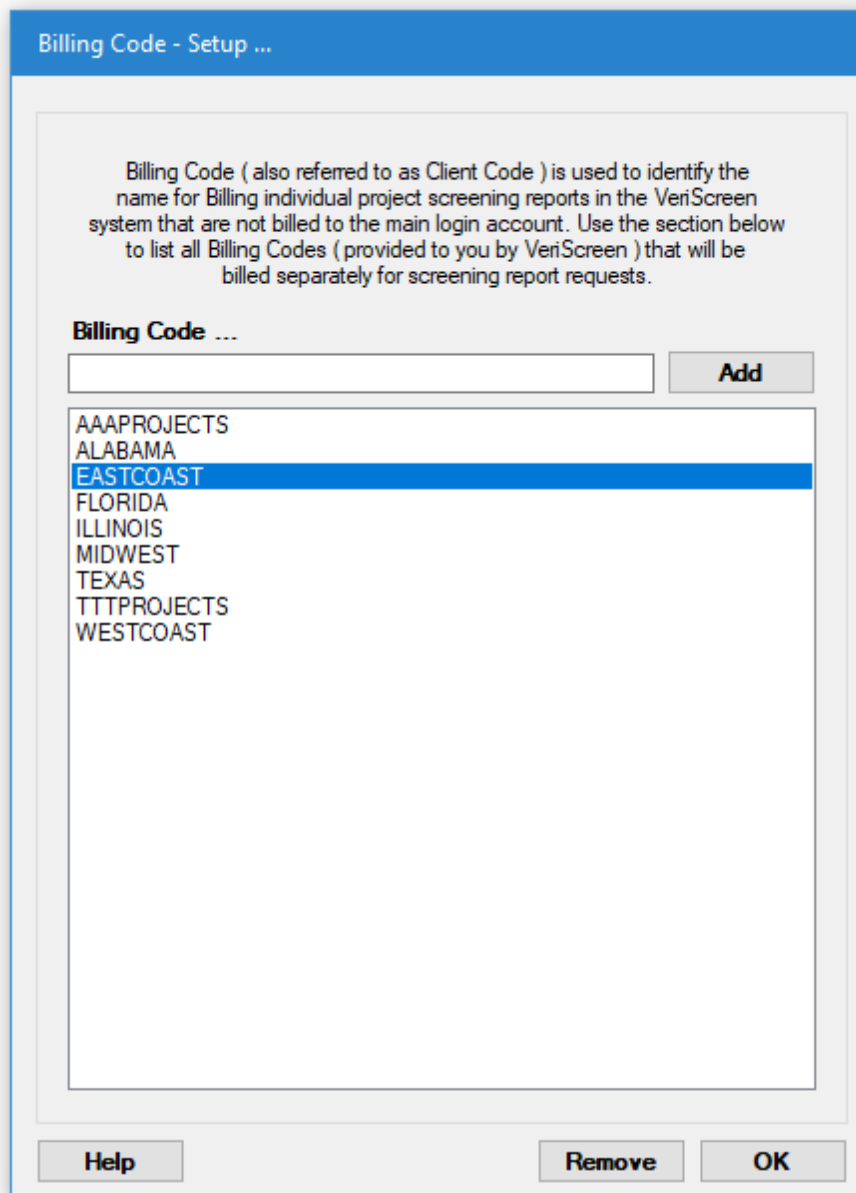 Billing Code - Setup ...
Billing Code ( also referred to as Client Code ) is used to identify the
name for Billing individual project screening reports in the VeriScreen
system that are not billed to the main login account. Use the section below
to list all Billing Codes ( provided to you by VeriScreen ) that will be
billed separately for screening report requests.
Billing Code ...
Add
AAAPROJECTS
ALABAMA
EASTCOAST
FLORIDA
ILLINOIS
MIDWEST
TEXAS
TTTPROJECTS
WESTCOAST
Help Remove OK